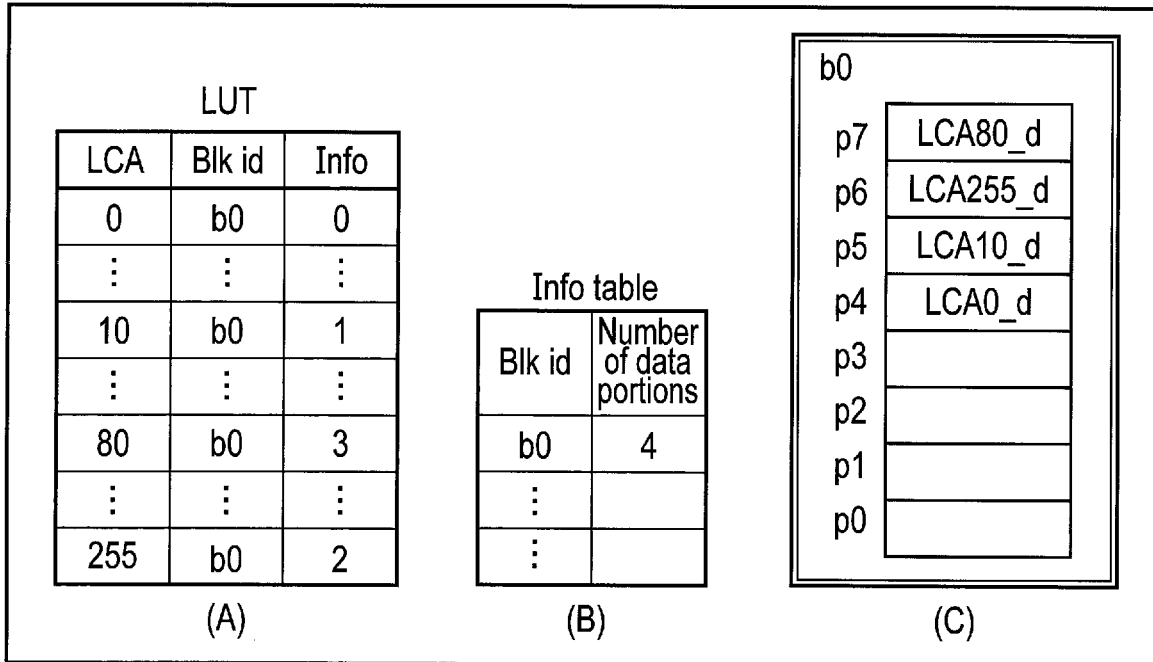 LUT
LCA Blk id Info
0 b0 0
⋮ ⋮ ⋮
10 b0 1
⋮ ⋮ ⋮
80 b0 3
⋮ ⋮ ⋮
255 b0 2
(A)
Info table
Blk id Number
of data
portions
b0 4
⋮
⋮
(B)
b0
p7 LCA80_d
p6 LCA255_d
p5 LCA10_d
p4 LCA0_d
p3
p2
p1
p0
(C)